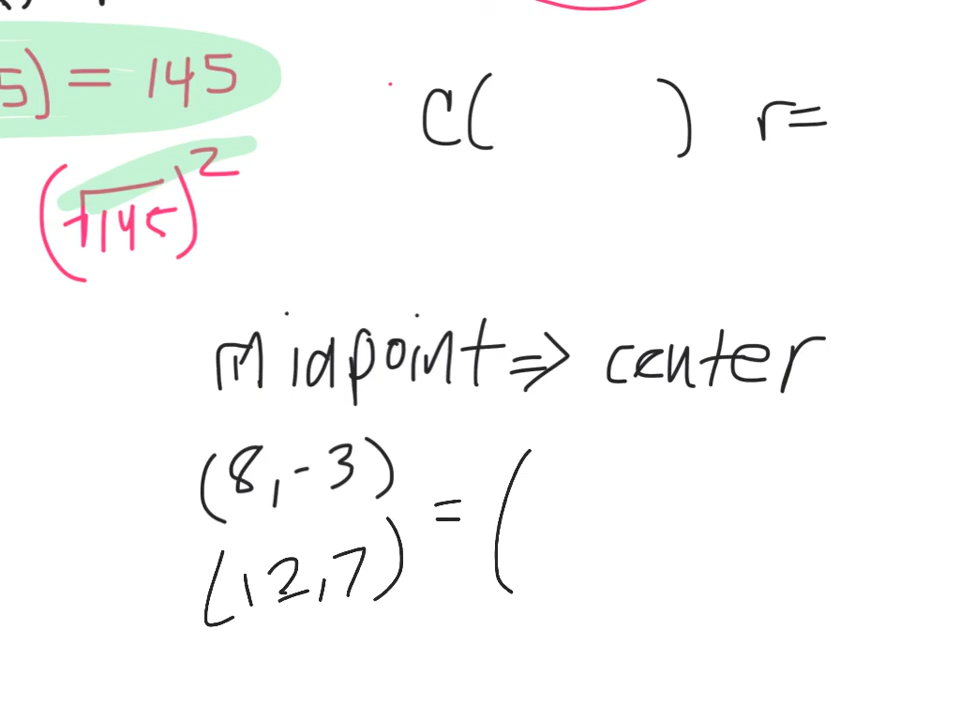 5) = 145
(√145)²
C( ) r=
midpoint ⇒ center
(8,-3)
= (
(12,7)